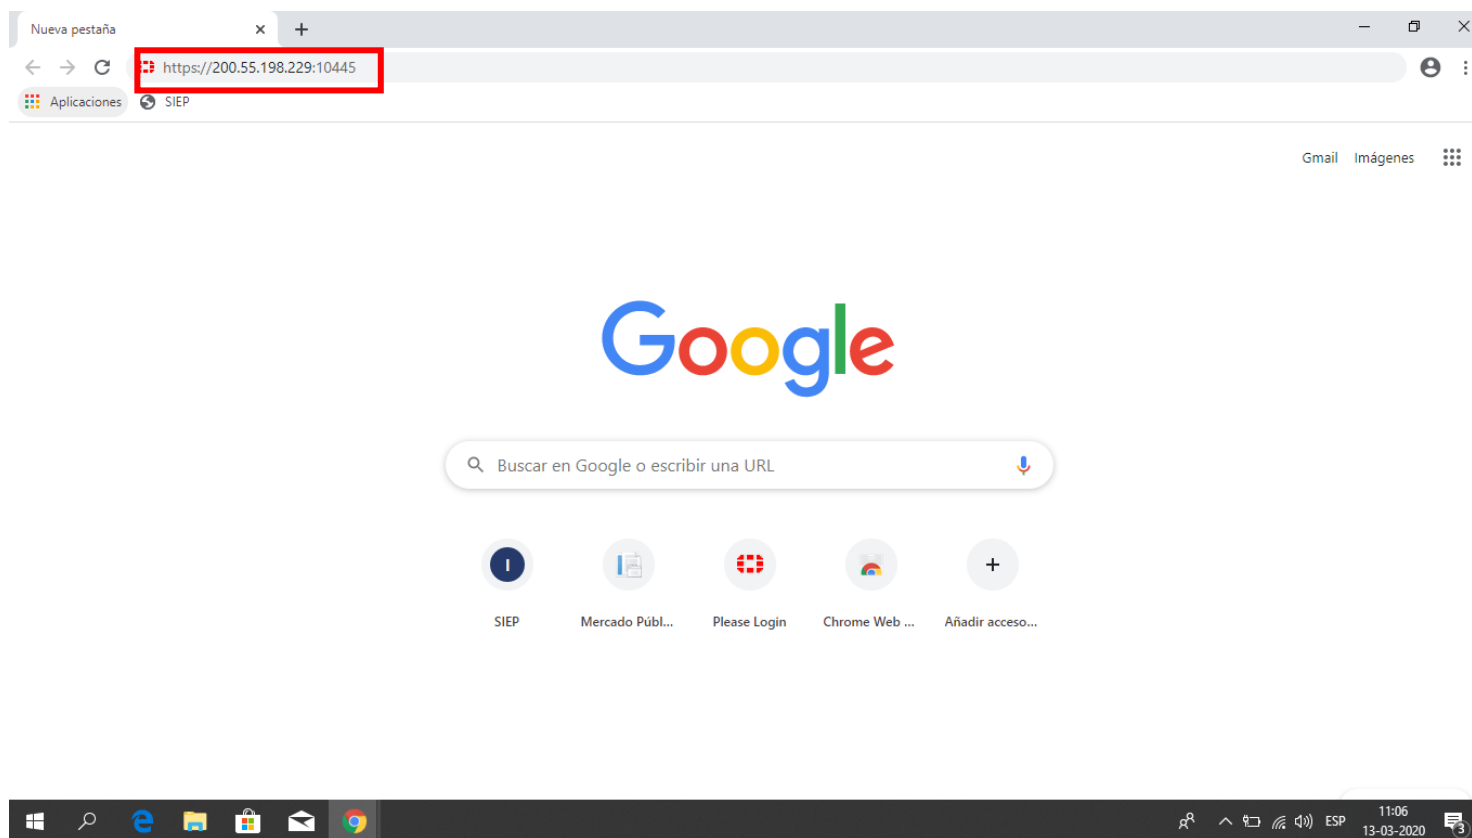 Nueva pestaña
https://200.55.198.229:10445
Aplicaciones SIEP
Gmail Imágenes
Google
Buscar en Google o escribir una URL
I
SIEP Mercado Públ... Please Login Chrome Web ... Añadir acceso...
ESP 11:06
13-03-2020
3